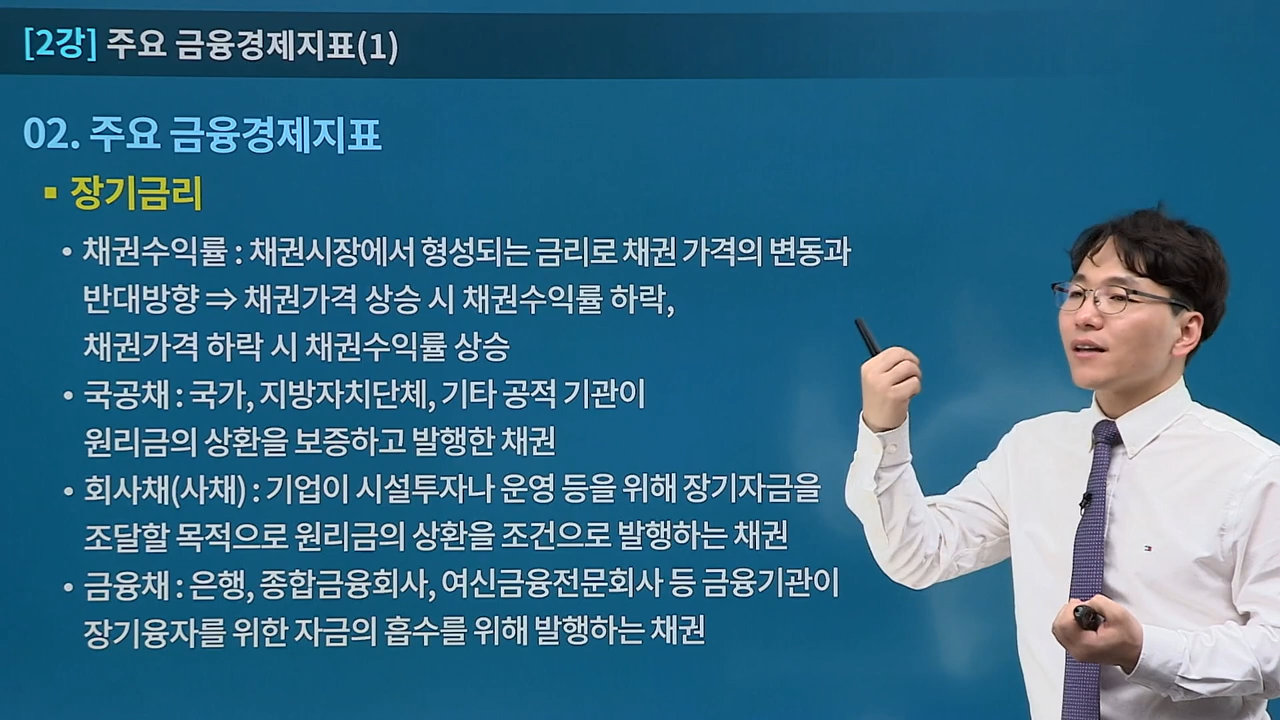 [2강] 주요 금융경제지표(1)
02. 주요 금융경제지표
▪ 장기금리
• 채권수익률 : 채권시장에서 형성되는 금리로 채권 가격의 변동과
반대방향 ⇒ 채권가격 상승 시 채권수익률 하락,
채권가격 하락 시 채권수익률 상승
• 국공채 : 국가, 지방자치단체, 기타 공적 기관이
원리금의 상환을 보증하고 발행한 채권
• 회사채(사채) : 기업이 시설투자나 운영 등을 위해 장기자금을
조달할 목적으로 원리금의 상환을 조건으로 발행하는 채권
• 금융채 : 은행, 종합금융회사, 여신금융전문회사 등 금융기관이
장기융자를 위한 자금의 흡수를 위해 발행하는 채권